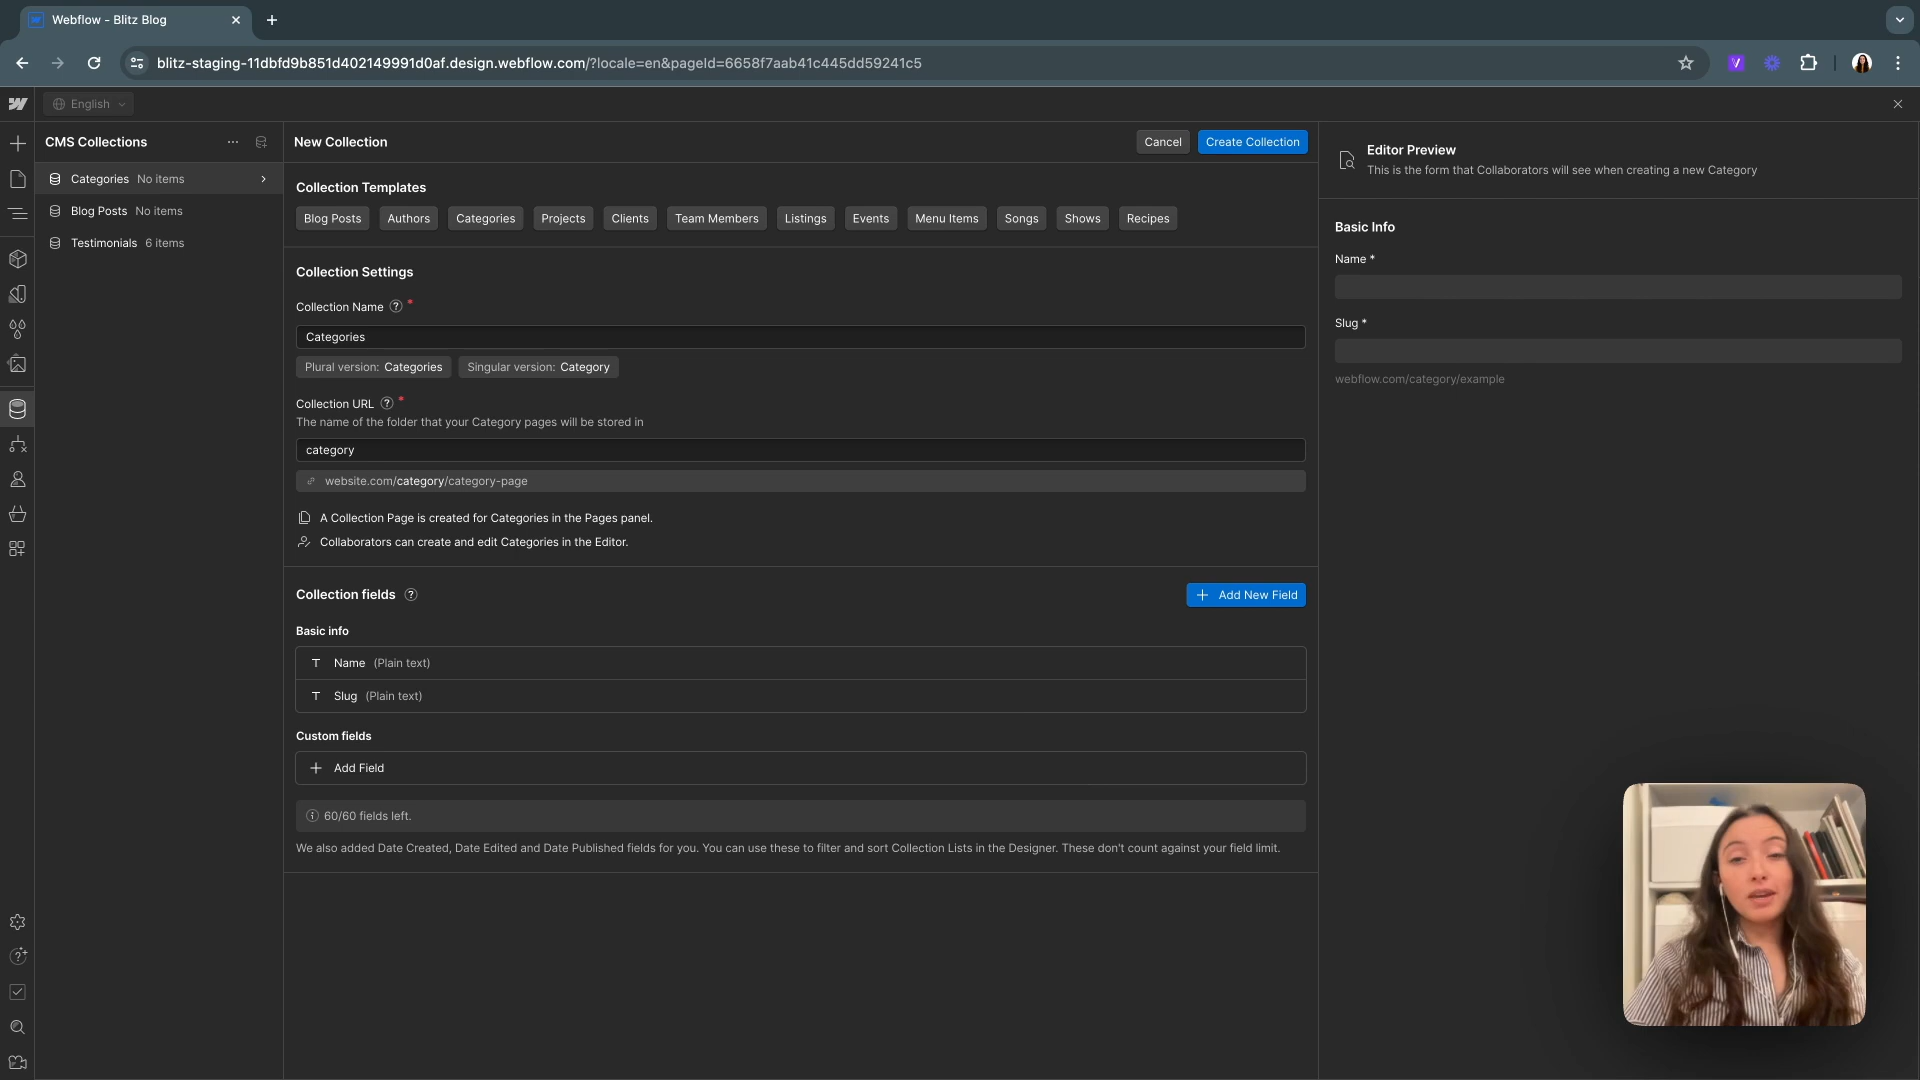 Webflow - Blitz Blog
blitz-staging-11dbfd9b851d402149991d0af.design.webflow.com/?locale=en&pageId=6658f7aab41c445dd59241c5
English
CMS Collections
Categories No items
Blog Posts No items
Testimonials 6 items
New Collection
Cancel
Create Collection
Collection Templates
Blog Posts Authors Categories Projects Clients Team Members Listings Events Menu Items Songs Shows Recipes
Collection Settings
Collection Name ? *
Categories
Plural version: Categories Singular version: Category
Collection URL ? *
The name of the folder that your Category pages will be stored in
category
website.com/category/category-page
A Collection Page is created for Categories in the Pages panel.
Collaborators can create and edit Categories in the Editor.
Collection fields ?
Add New Field
Basic info
T Name (Plain text)
T Slug (Plain text)
Custom fields
Add Field
60/60 fields left.
We also added Date Created, Date Edited and Date Published fields for you. You can use these to filter and sort Collection Lists in the Designer. These don't count against your field limit.
Editor Preview
This is the form that Collaborators will see when creating a new Category
Basic Info
Name *
Slug *
webflow.com/category/example